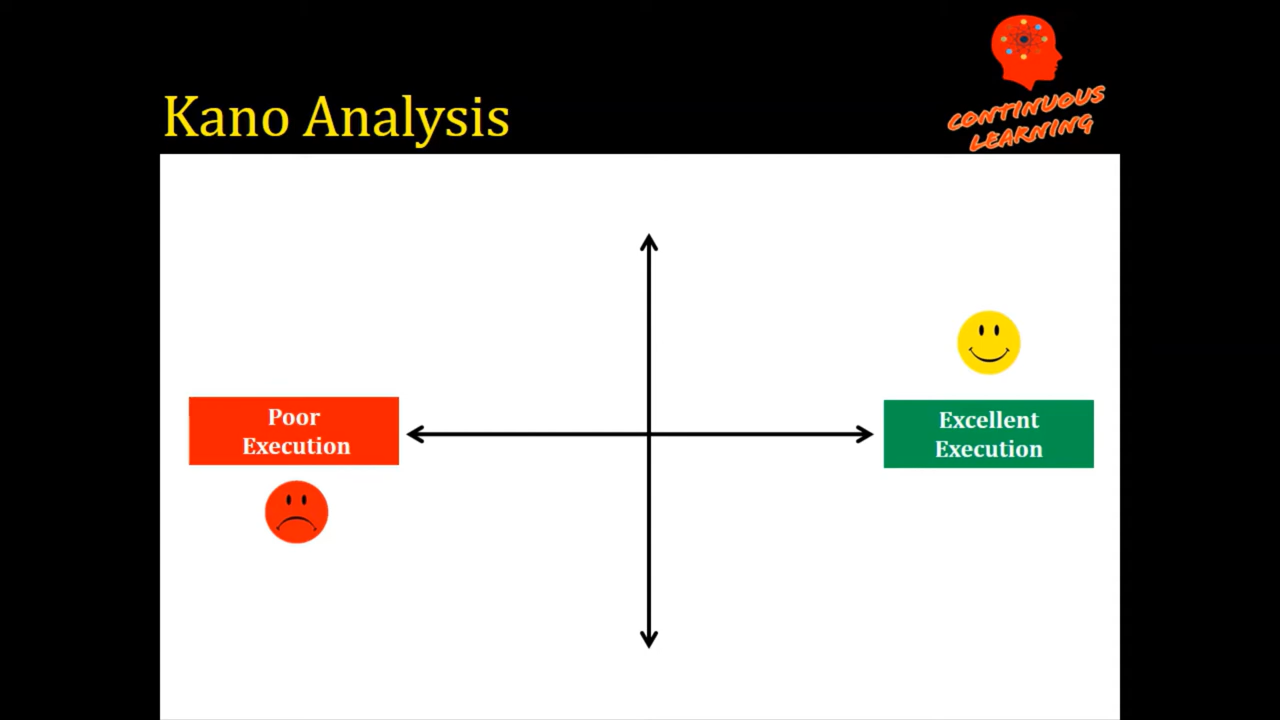 Kano Analysis
CONTINUOUS
LEARNING
Poor
Execution
Excellent
Execution